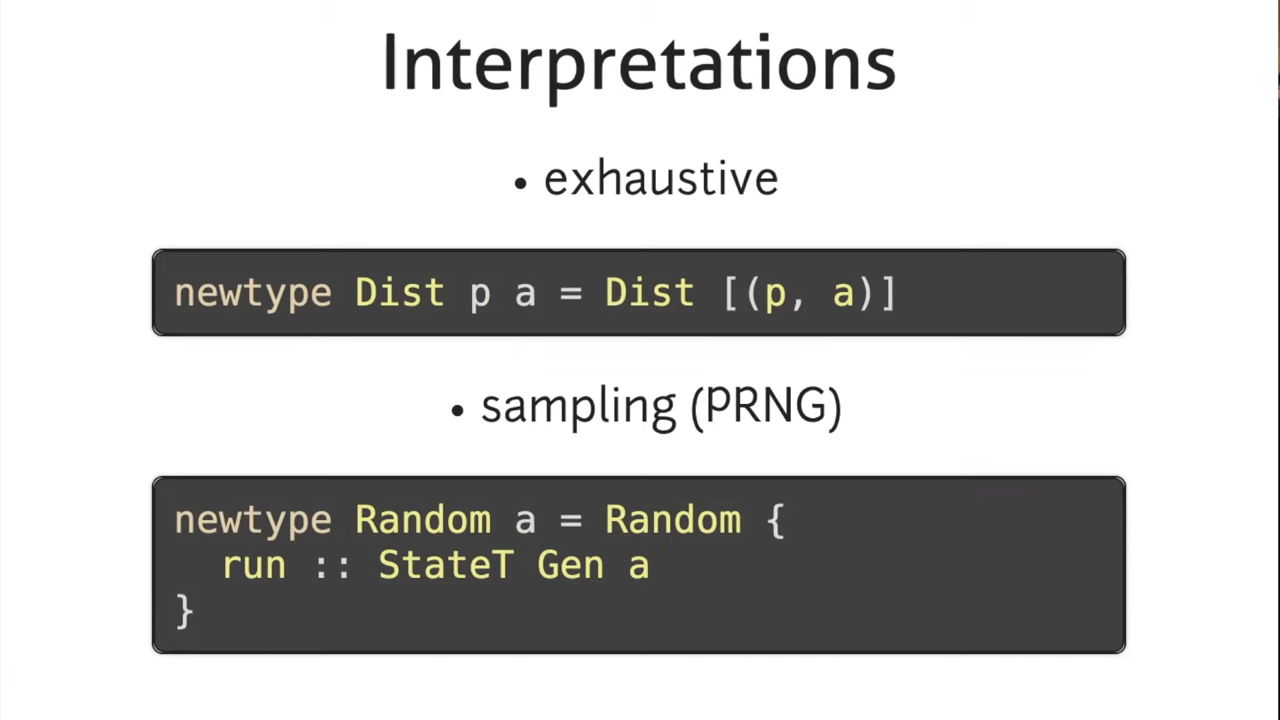 Interpretations
• exhaustive
newtype Dist p a = Dist [(p, a)]
• sampling (PRNG)
newtype Random a = Random {
  run :: StateT Gen a
}